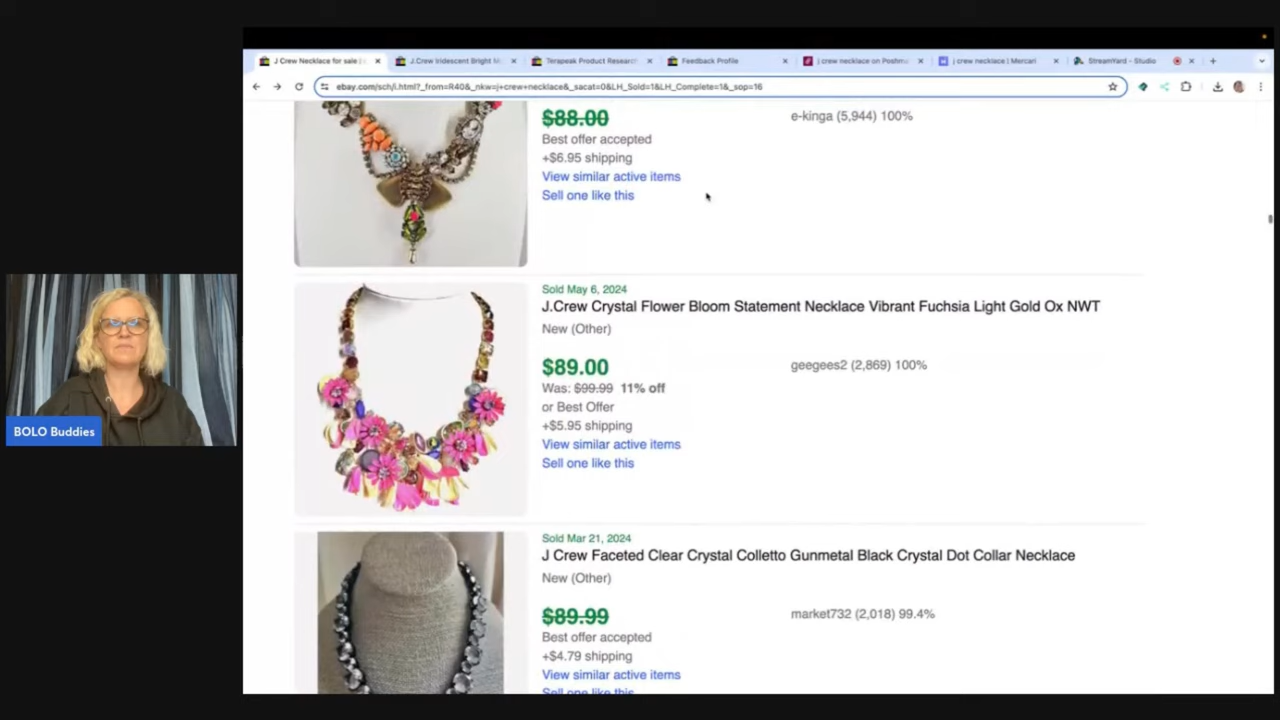 J Crew Necklace for sale |
J.Crew Iridescent Bright M
Terapeak Product Research
Feedback Profile
j crew necklace on Poshma
j crew necklace | Mercari
StreamYard - Studio
ebay.com/sch/i.html?_from=R40&_nkw=j+crew+necklace&_sacat=0&LH_Sold=1&LH_Complete=1&_sop=16
$88.00
e-kinga (5,944) 100%
Best offer accepted
+$6.95 shipping
View similar active items
Sell one like this
Sold May 6, 2024
J.Crew Crystal Flower Bloom Statement Necklace Vibrant Fuchsia Light Gold Ox NWT
New (Other)
$89.00
geegees2 (2,869) 100%
Was: $99.99 11% off
or Best Offer
+$5.95 shipping
View similar active items
Sell one like this
BOLO Buddies
Sold Mar 21, 2024
J Crew Faceted Clear Crystal Colletto Gunmetal Black Crystal Dot Collar Necklace
New (Other)
$89.99
market732 (2,018) 99.4%
Best offer accepted
+$4.79 shipping
View similar active items
Sell one like this